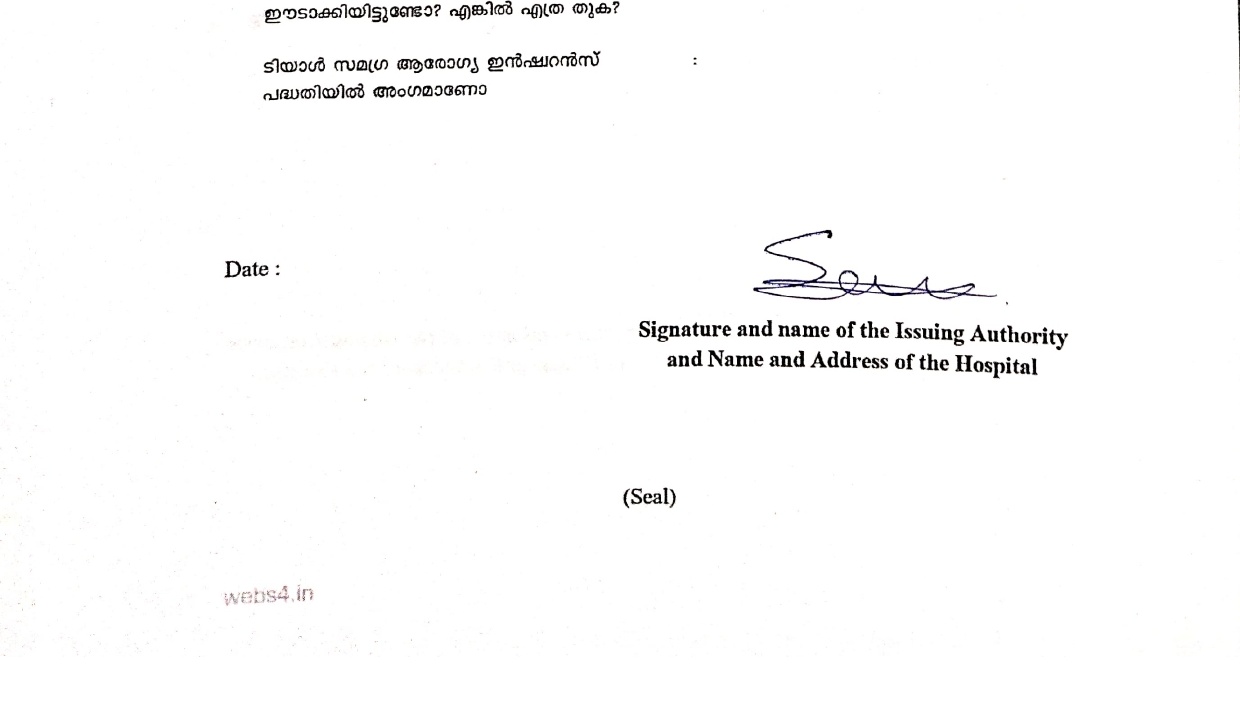 ഈടാക്കിയിട്ടുണ്ടോ? എങ്കിൽ എത്ര തുക?
ടിയാൾ സമഗ്ര ആരോഗ്യ ഇൻഷ്വറൻസ് :
പദ്ധതിയിൽ അംഗമാണോ
Date :
Signature and name of the Issuing Authority
and Name and Address of the Hospital
(Seal)
webs4.in